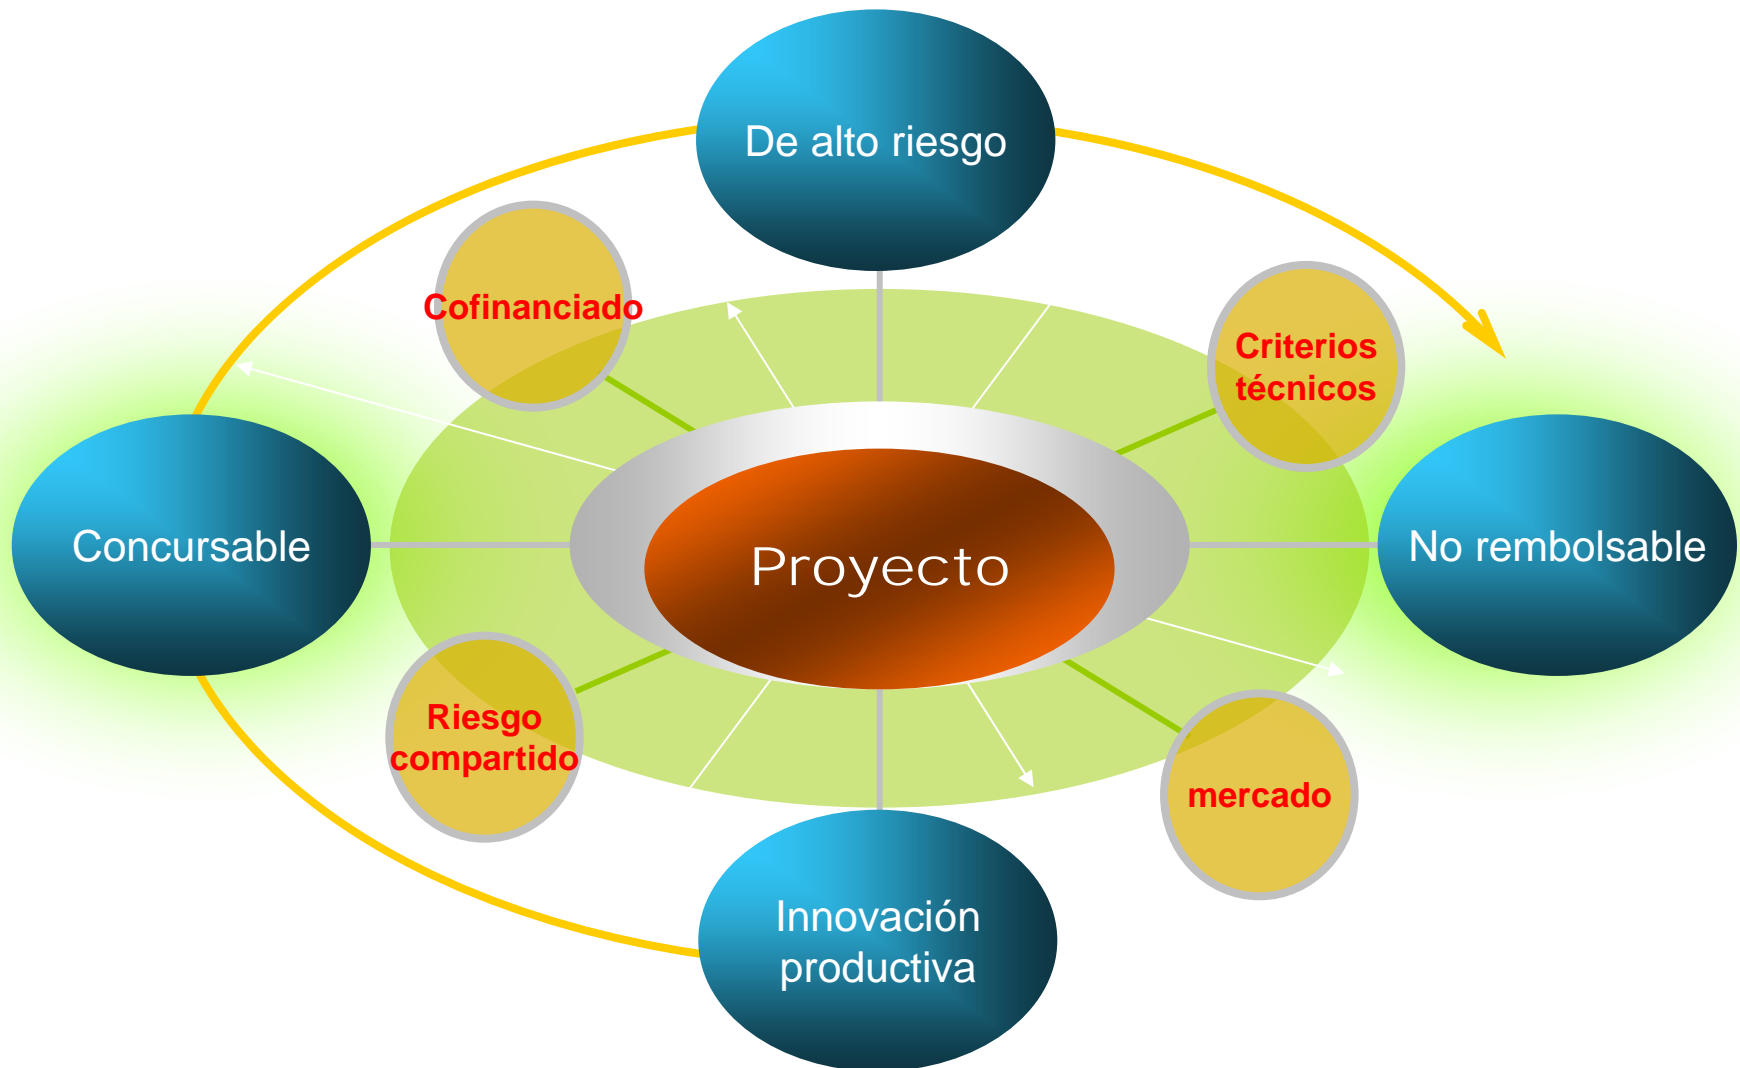 De alto riesgo
Cofinanciado
Criterios
técnicos
Concursable
Proyecto
No rembolsable
Riesgo
compartido
mercado
Innovación
productiva